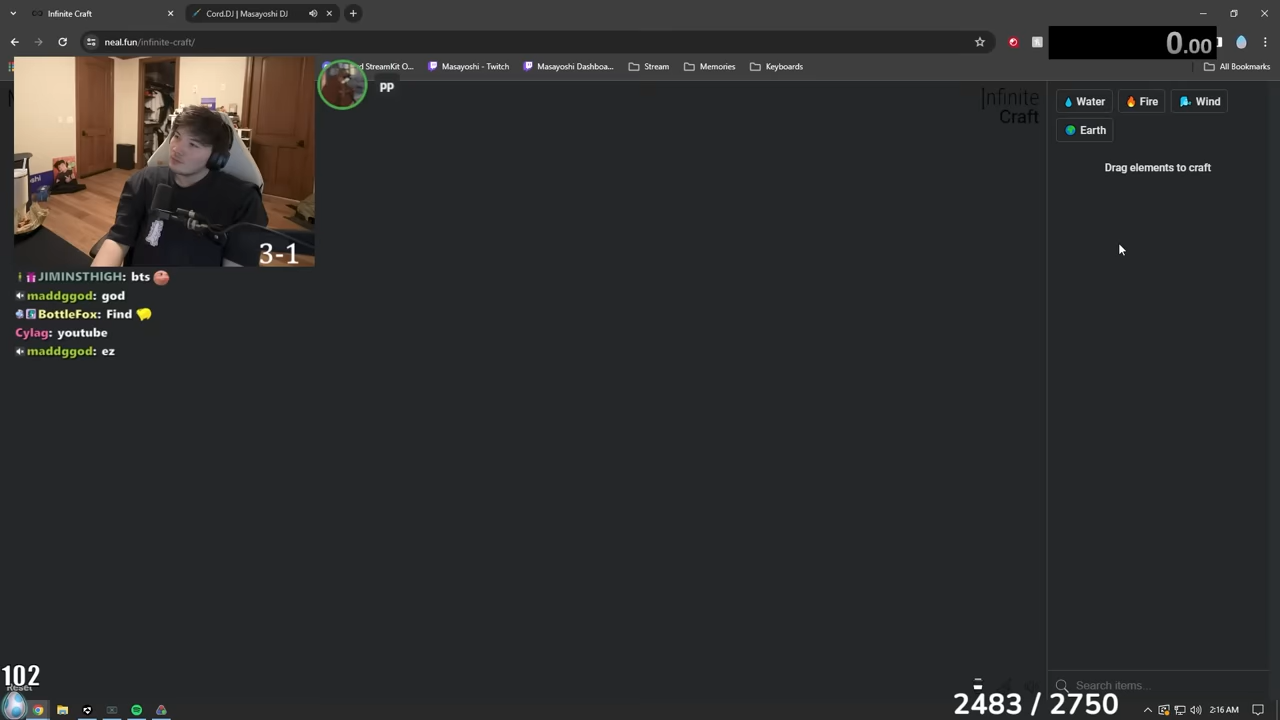 Infinite Craft
Cord.DJ | Masayoshi DJ
neal.fun/infinite-craft/
0.00
d StreamKit O...
Masayoshi - Twitch
Masayoshi Dashboa...
Stream
Memories
Keyboards
All Bookmarks
pp
Infinite
Craft
Water
Fire
Wind
Earth
Drag elements to craft
3-1
JIMINSTHIGH: bts
maddggod: god
BottleFox: Find
Cylag: youtube
maddggod: ez
102
Reset
Search items...
2483 / 2750
2:16 AM